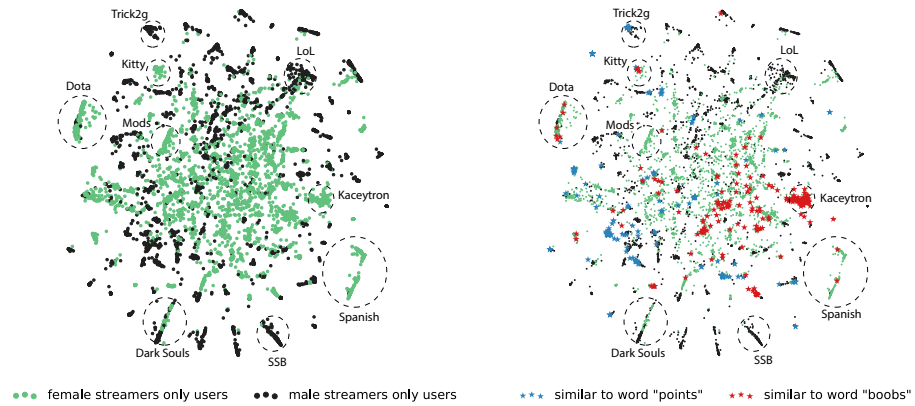 Trick2g
LoL
Kitty
Dota
Mods
Kaceytron
Spanish
Dark Souls
SSB
Trick2g
LoL
Kitty
Dota
Mods
Kaceytron
Spanish
Dark Souls
SSB
female streamers only users
male streamers only users
similar to word "points"
similar to word "boobs"